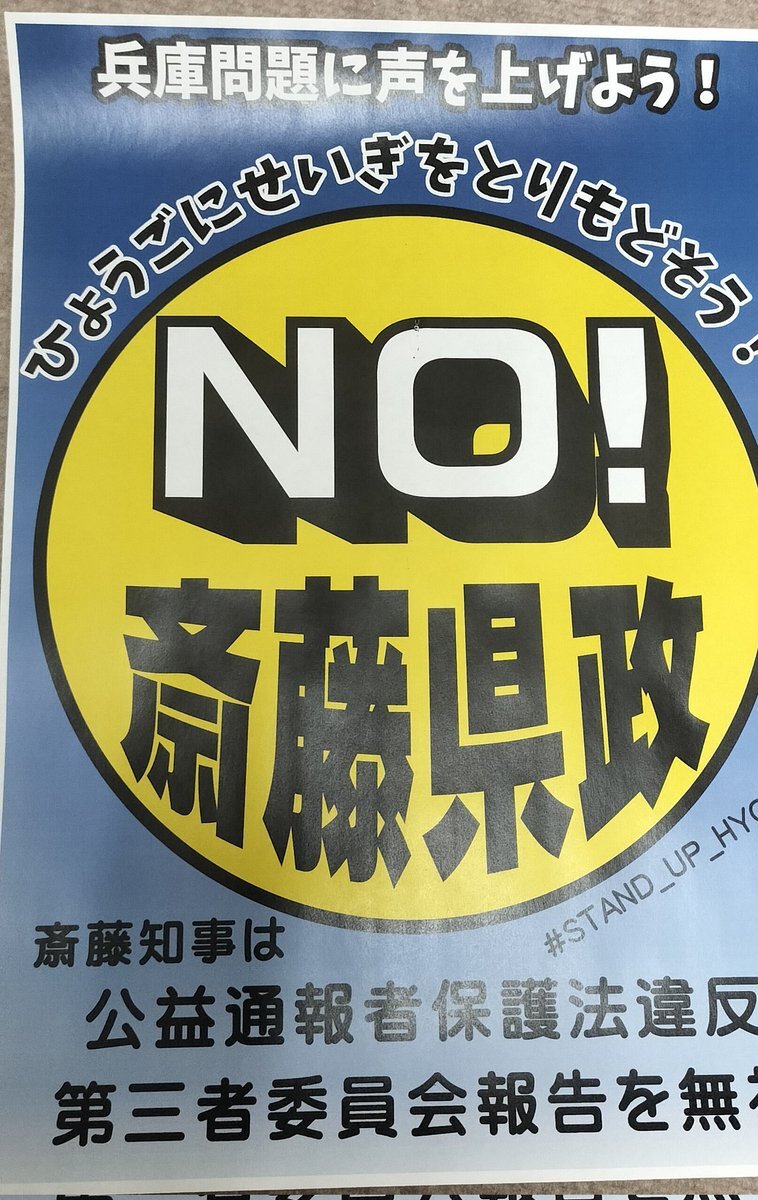 兵庫問題に声を上げよう！
ひょうごにせいぎをとりもどそう！
NO!
斎藤県政
#STAND_UP_HYO
斎藤知事は
公益通報者保護法違反
第三者委員会報告を無